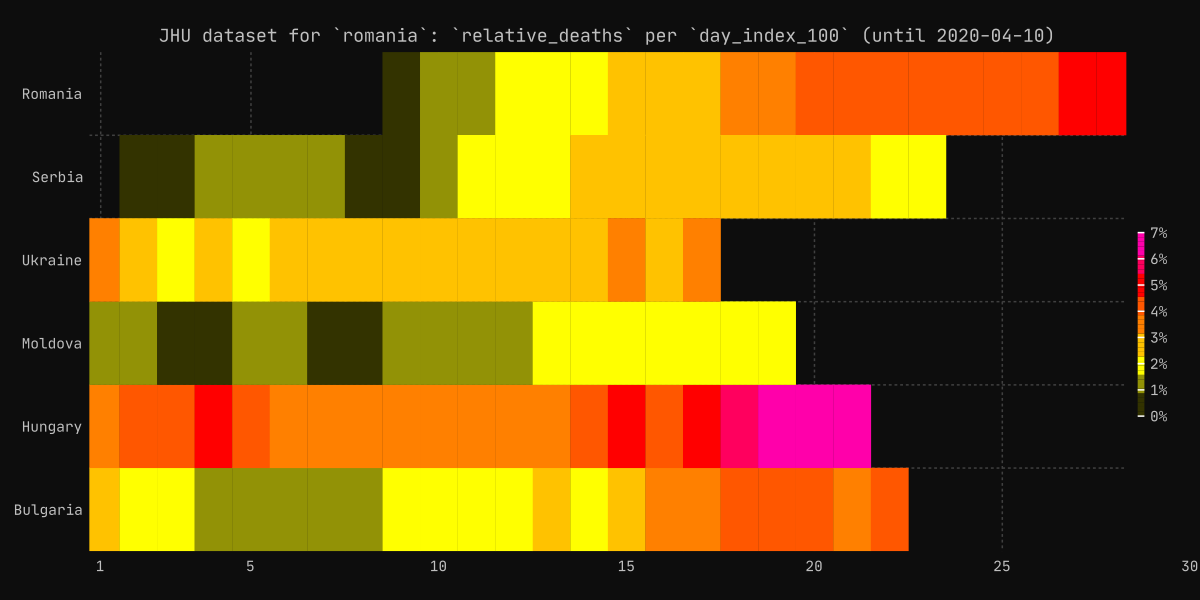 JHU dataset for `romania`: `relative_deaths` per `day_index_100` (until 2020-04-10)
Romania
Serbia
Ukraine
Moldova
Hungary
Bulgaria
7%
6%
5%
4%
3%
2%
1%
0%
1 5 10 15 20 25 30